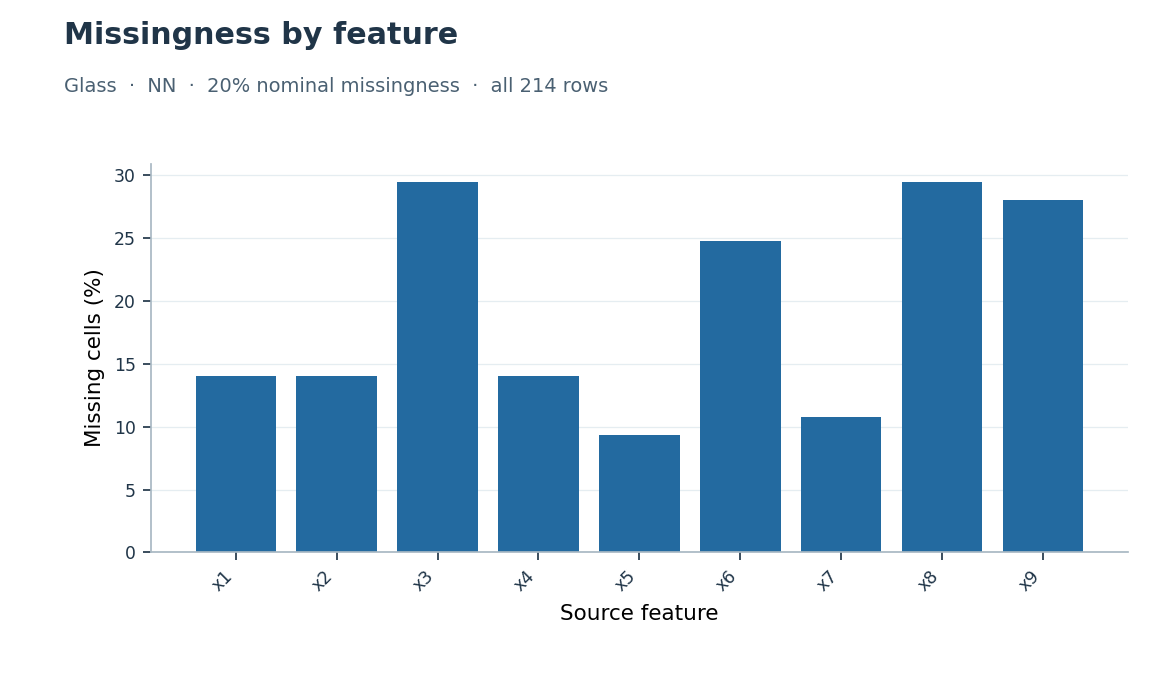 Missingness by feature
Glass · NN · 20% nominal missingness · all 214 rows
Missing cells (%)
30
25
20
15
10
5
0
x1 x2 x3 x4 x5 x6 x7 x8 x9
Source feature